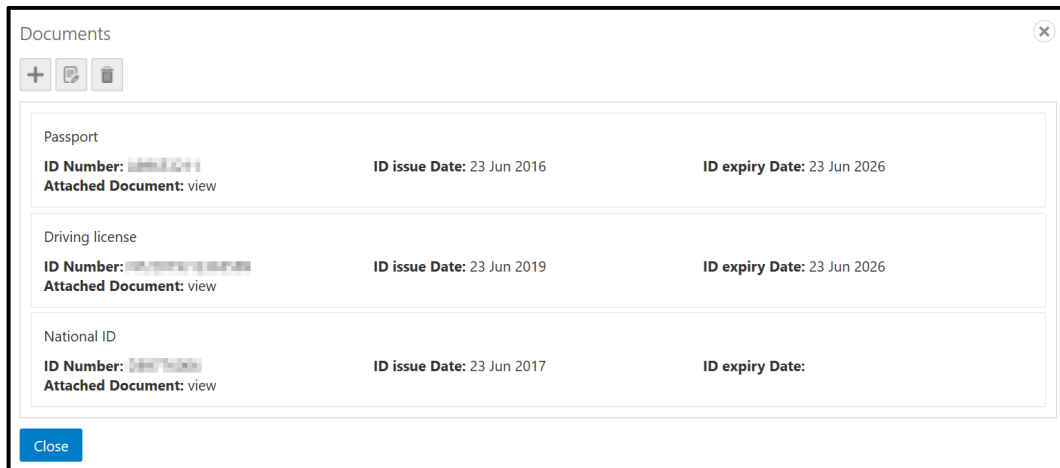 Documents
Passport
ID Number: ID issue Date: 23 Jun 2016 ID expiry Date: 23 Jun 2026
Attached Document: view
Driving license
ID Number: ID issue Date: 23 Jun 2019 ID expiry Date: 23 Jun 2026
Attached Document: view
National ID
ID Number: ID issue Date: 23 Jun 2017 ID expiry Date:
Attached Document: view
Close